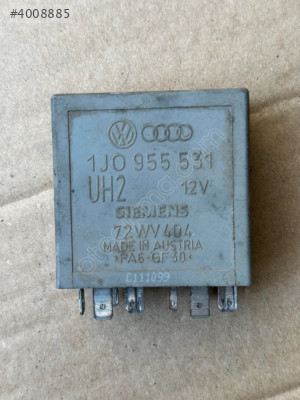 #4008885
1J0 955 531
UH2 12V
SIEMENS
72WV404
MADE IN AUSTRIA
>PA6-GF30<
C111099